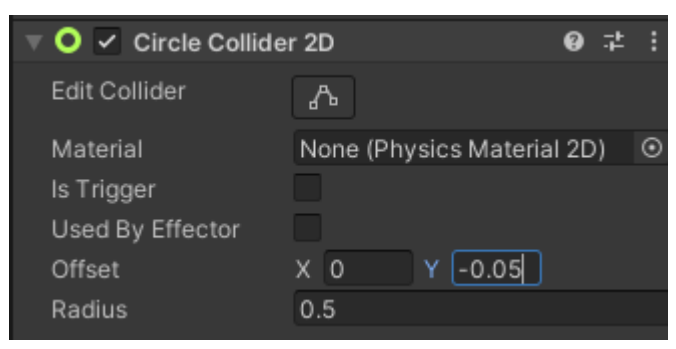 Circle Collider 2D
Edit Collider
Material None (Physics Material 2D)
Is Trigger
Used By Effector
Offset X 0 Y -0.05
Radius 0.5